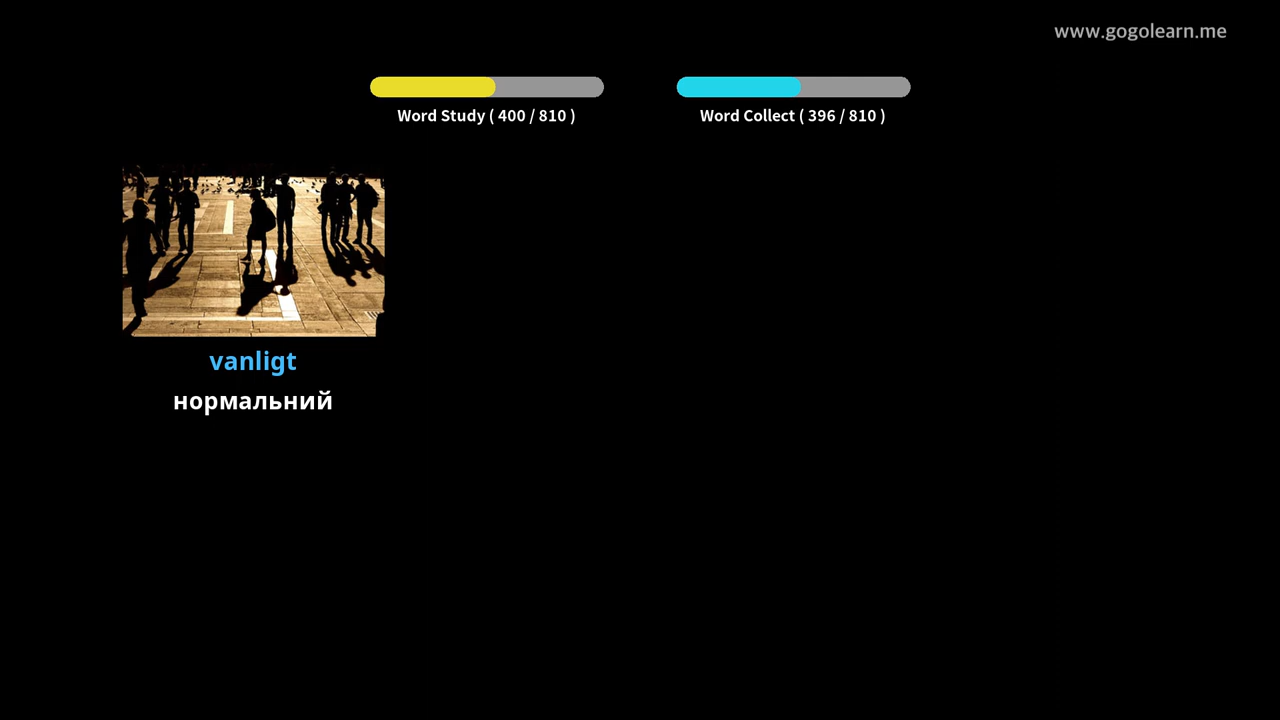 www.gogolearn.me
Word Study ( 400 / 810 )
Word Collect ( 396 / 810 )
vanligt
нормальний